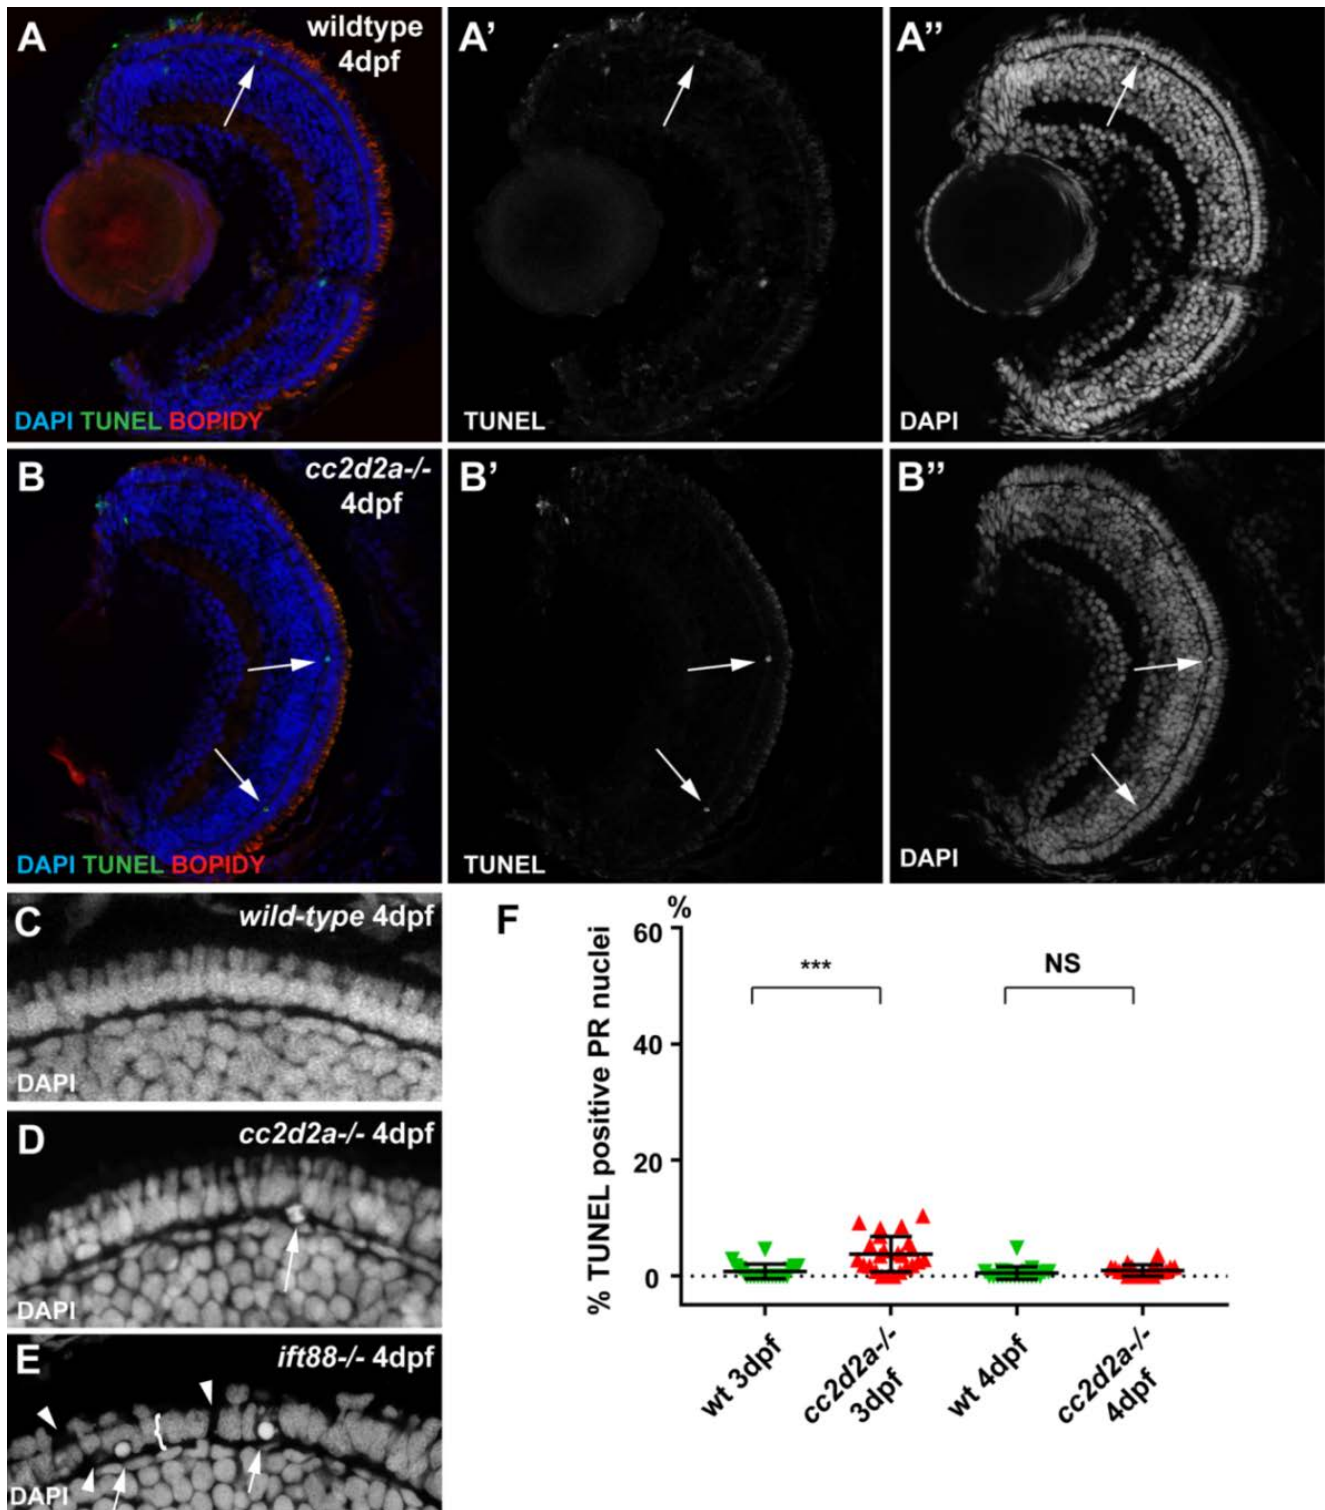 A
wildtype
4dpf
DAPI TUNEL BOPIDY
A’
TUNEL
A”
DAPI
B
cc2d2a-/-
4dpf
DAPI TUNEL BOPIDY
B’
TUNEL
B”
DAPI
C
wild-type 4dpf
DAPI
D
cc2d2a-/- 4dpf
DAPI
E
ift88-/- 4dpf
{
DAPI
F
%
% TUNEL positive PR nuclei
60
40
20
0
***
NS
wt 3dpf
cc2d2a-/-
3dpf
wt 4dpf
cc2d2a-/-
4dpf